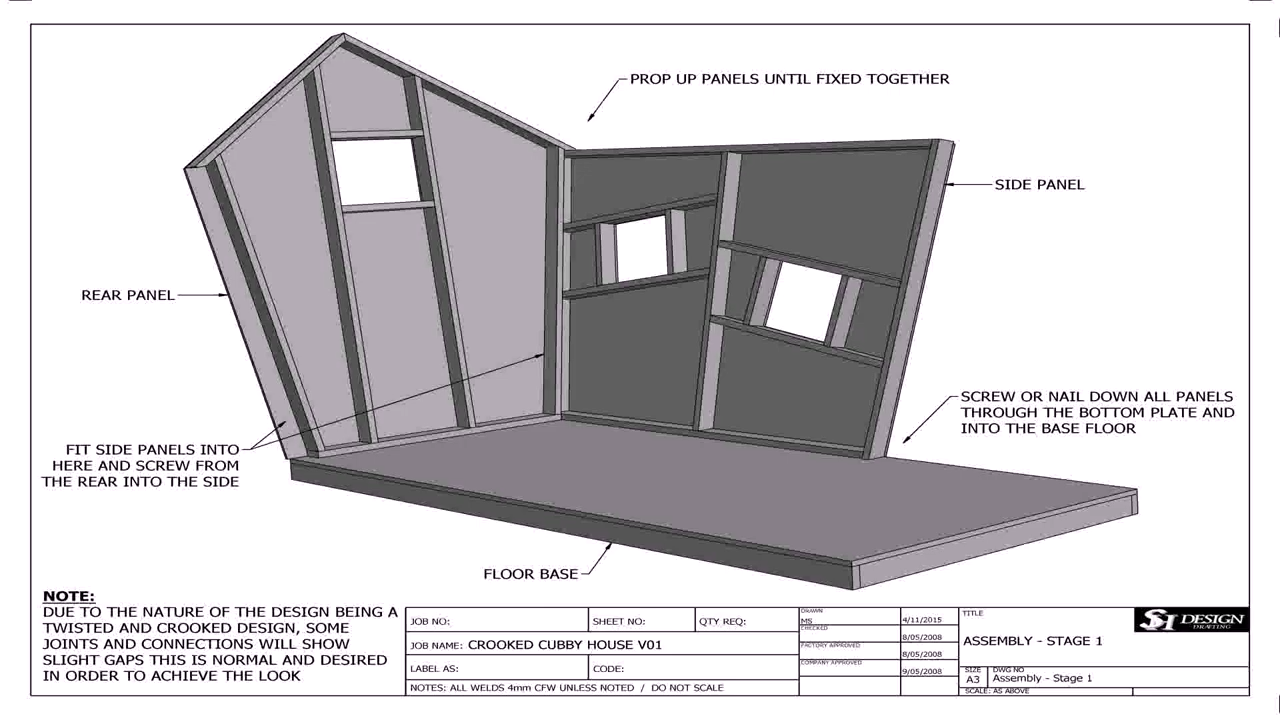 PROP UP PANELS UNTIL FIXED TOGETHER
SIDE PANEL
REAR PANEL
SCREW OR NAIL DOWN ALL PANELS
THROUGH THE BOTTOM PLATE AND
INTO THE BASE FLOOR
FIT SIDE PANELS INTO
HERE AND SCREW FROM
THE REAR INTO THE SIDE
FLOOR BASE
NOTE:
DUE TO THE NATURE OF THE DESIGN BEING A
TWISTED AND CROOKED DESIGN, SOME
JOINTS AND CONNECTIONS WILL SHOW
SLIGHT GAPS THIS IS NORMAL AND DESIRED
IN ORDER TO ACHIEVE THE LOOK
JOB NO:
SHEET NO:
QTY REQ:
JOB NAME: CROOKED CUBBY HOUSE V01
LABEL AS:
CODE:
NOTES: ALL WELDS 4mm CFW UNLESS NOTED / DO NOT SCALE
DRAWN
MS
4/11/2015
CHECKED
8/05/2008
FACTORY APPROVED
8/05/2008
COMPANY APPROVED
9/05/2008
TITLE
ASSEMBLY - STAGE 1
DESIGN
DRAFTING
SIZE
A3
DWG NO
Assembly - Stage 1
SCALE: AS ABOVE